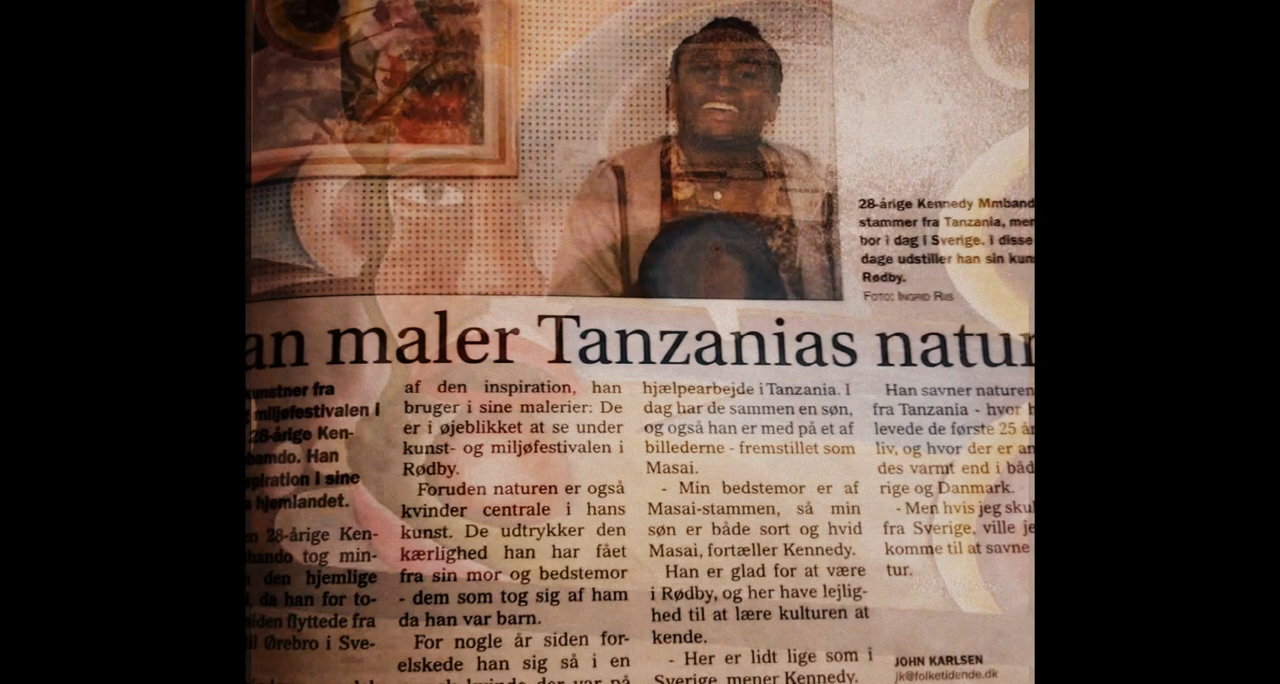 28-årige Kennedy Mmband
stammer fra Tanzania, men
bor i dag i Sverige. I disse
dage udstiller han sin kun
Rødby.
FOTO: INGRID RIIS
an maler Tanzanias natur
kunstner fra
miljøfestivalen i
28-årige Ken-
bamdo. Han
spiration i sine
hjemlandet.
28-årige Ken-
bando tog min-
den hjemlige
da han for to-
siden flyttede fra
til Ørebro i Sve-
af den inspiration, han
bruger i sine malerier: De
er i øjeblikket at se under
kunst- og miljøfestivalen i
Rødby.
Foruden naturen er også
kvinder centrale i hans
kunst. De udtrykker den
kærlighed han har fået
fra sin mor og bedstemor
- dem som tog sig af ham
da han var barn.
For nogle år siden for-
elskede han sig så i en
kvinde der var på
hjælpearbejde i Tanzania. I
dag har de sammen en søn,
og også han er med på et af
billederne - fremstillet som
Masai.
- Min bedstemor er af
Masai-stammen, så min
søn er både sort og hvid
Masai, fortæller Kennedy.
Han er glad for at være
i Rødby, og her have lejlig-
hed til at lære kulturen at
kende.
- Her er lidt lige som i
Sverige mener Kennedy.
Han savner naturen
fra Tanzania - hvor h
levede de første 25 år
liv, og hvor der er an
des varmt end i båd
rige og Danmark.
- Men hvis jeg skul
fra Sverige, ville je
komme til at savne
tur.
JOHN KARLSEN
jk@folketidende.dk